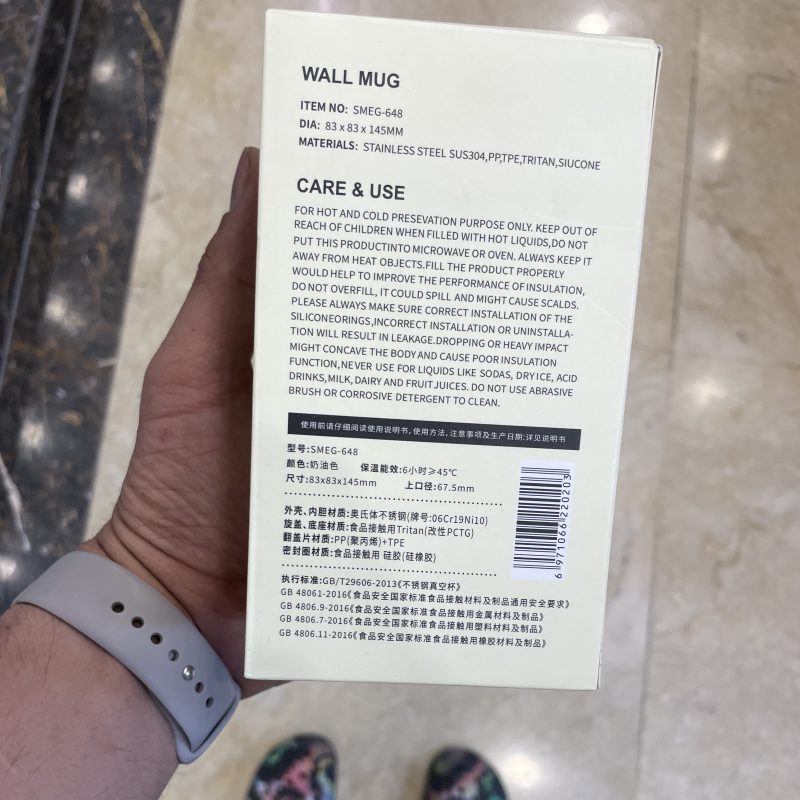 WALL MUG
ITEM NO: SMEG-648
DIA: 83 x 83 x 145MM
MATERIALS: STAINLESS STEEL SUS304,PP,TPE,TRITAN,SIUCONE
CARE & USE
FOR HOT AND COLD PRESEVATION PURPOSE ONLY. KEEP OUT OF
REACH OF CHILDREN WHEN FILLED WITH HOT LIQUIDS,DO NOT
PUT THIS PRODUCTINTO MICROWAVE OR OVEN. ALWAYS KEEP IT
AWAY FROM HEAT OBJECTS.FILL THE PRODUCT PROPERLY
WOULD HELP TO IMPROVE THE PERFORMANCE OF INSULATION,
DO NOT OVERFILL, IT COULD SPILL AND MIGHT CAUSE SCALDS.
PLEASE ALWAYS MAKE SURE CORRECT INSTALLATION OF THE
SILICONEORINGS,INCORRECT INSTALLATION OR UNINSTALLA-
TION WILL RESULT IN LEAKAGE.DROPPING OR HEAVY IMPACT
MIGHT CONCAVE THE BODY AND CAUSE POOR INSULATION
FUNCTION,NEVER USE FOR LIQUIDS LIKE SODAS, DRY ICE, ACID
DRINKS,MILK, DAIRY AND FRUIT JUICES. DO NOT USE ABRASIVE
BRUSH OR CORROSIVE DETERGENT TO CLEAN.
使用前请仔细阅读使用说明书,使用方法,注意事项及生产日期:详见说明书
型号:SMEG-648
颜色:奶油色 保温能效:6小时≥45℃
尺寸:83x83x145mm 上口径:67.5mm
外壳、内胆材质:奥氏体不锈钢(牌号:06Cr19Ni10)
旋盖、底座材质:食品接触用Tritan(改性PCTG)
翻盖片材质:PP(聚丙烯)+TPE
密封圈材质:食品接触用 硅胶(硅橡胶)
执行标准:GB/T29606-2013《不锈钢真空杯》
GB 48061-2016《食品安全国家标准食品接触材料及制品通用安全要求》
GB 4806.9-2016《食品安全国家标准食品接触用金属材料及制品》
GB 4806.7-2016《食品安全国家标准食品接触用塑料材料及制品》
GB 4806.11-2016《食品安全国家标准食品接触用橡胶材料及制品》
6 971066 220203